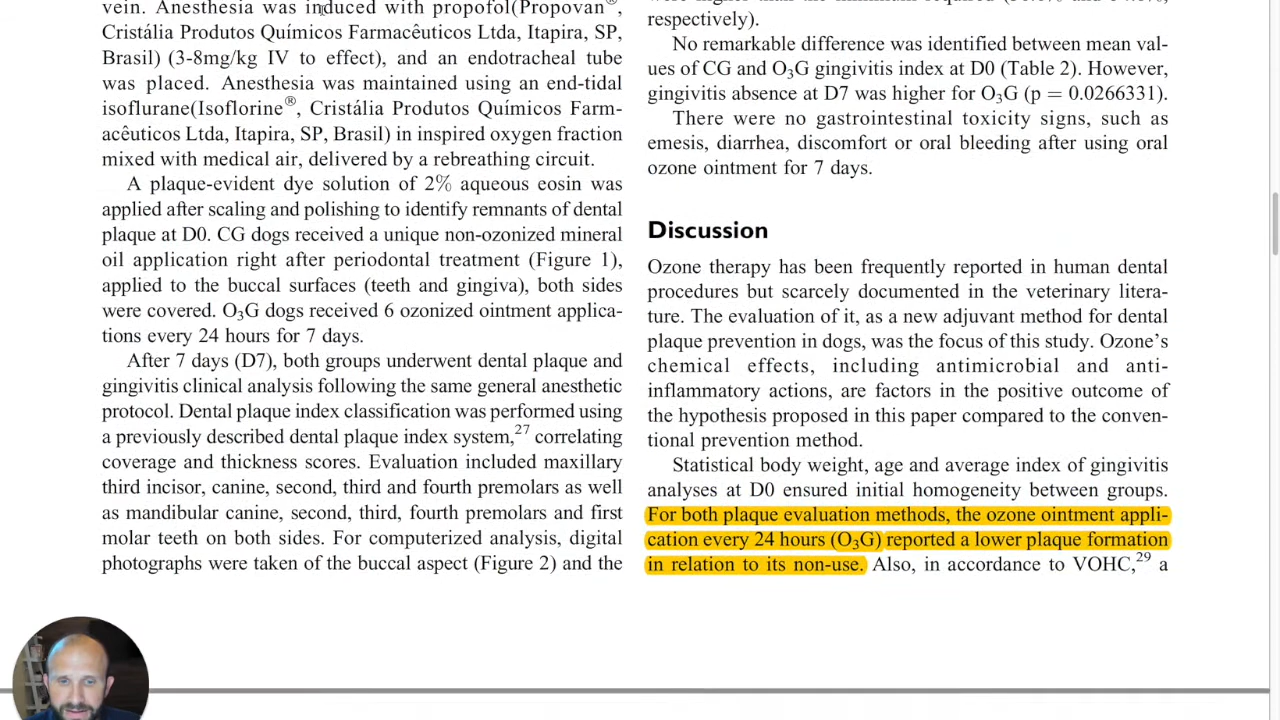 vein. Anesthesia was induced with propofol(Propovan®,
Cristália Produtos Químicos Farmacêuticos Ltda, Itapira, SP,
Brasil) (3-8mg/kg IV to effect), and an endotracheal tube
was placed. Anesthesia was maintained using an end-tidal
isoflurane(Isoflorine®, Cristália Produtos Químicos Farm-
acêuticos Ltda, Itapira, SP, Brasil) in inspired oxygen fraction
mixed with medical air, delivered by a rebreathing circuit.
A plaque-evident dye solution of 2% aqueous eosin was
applied after scaling and polishing to identify remnants of dental
plaque at D0. CG dogs received a unique non-ozonized mineral
oil application right after periodontal treatment (Figure 1),
applied to the buccal surfaces (teeth and gingiva), both sides
were covered. O₃G dogs received 6 ozonized ointment applica-
tions every 24 hours for 7 days.
After 7 days (D7), both groups underwent dental plaque and
gingivitis clinical analysis following the same general anesthetic
protocol. Dental plaque index classification was performed using
a previously described dental plaque index system,²⁷ correlating
coverage and thickness scores. Evaluation included maxillary
third incisor, canine, second, third and fourth premolars as well
as mandibular canine, second, third, fourth premolars and first
molar teeth on both sides. For computerized analysis, digital
photographs were taken of the buccal aspect (Figure 2) and the
respectively).
No remarkable difference was identified between mean val-
ues of CG and O₃G gingivitis index at D0 (Table 2). However,
gingivitis absence at D7 was higher for O₃G (p = 0.0266331).
There were no gastrointestinal toxicity signs, such as
emesis, diarrhea, discomfort or oral bleeding after using oral
ozone ointment for 7 days.
Discussion
Ozone therapy has been frequently reported in human dental
procedures but scarcely documented in the veterinary litera-
ture. The evaluation of it, as a new adjuvant method for dental
plaque prevention in dogs, was the focus of this study. Ozone's
chemical effects, including antimicrobial and anti-
inflammatory actions, are factors in the positive outcome of
the hypothesis proposed in this paper compared to the conven-
tional prevention method.
Statistical body weight, age and average index of gingivitis
analyses at D0 ensured initial homogeneity between groups.
For both plaque evaluation methods, the ozone ointment appli-
cation every 24 hours (O₃G) reported a lower plaque formation
in relation to its non-use. Also, in accordance to VOHC,²⁹ a